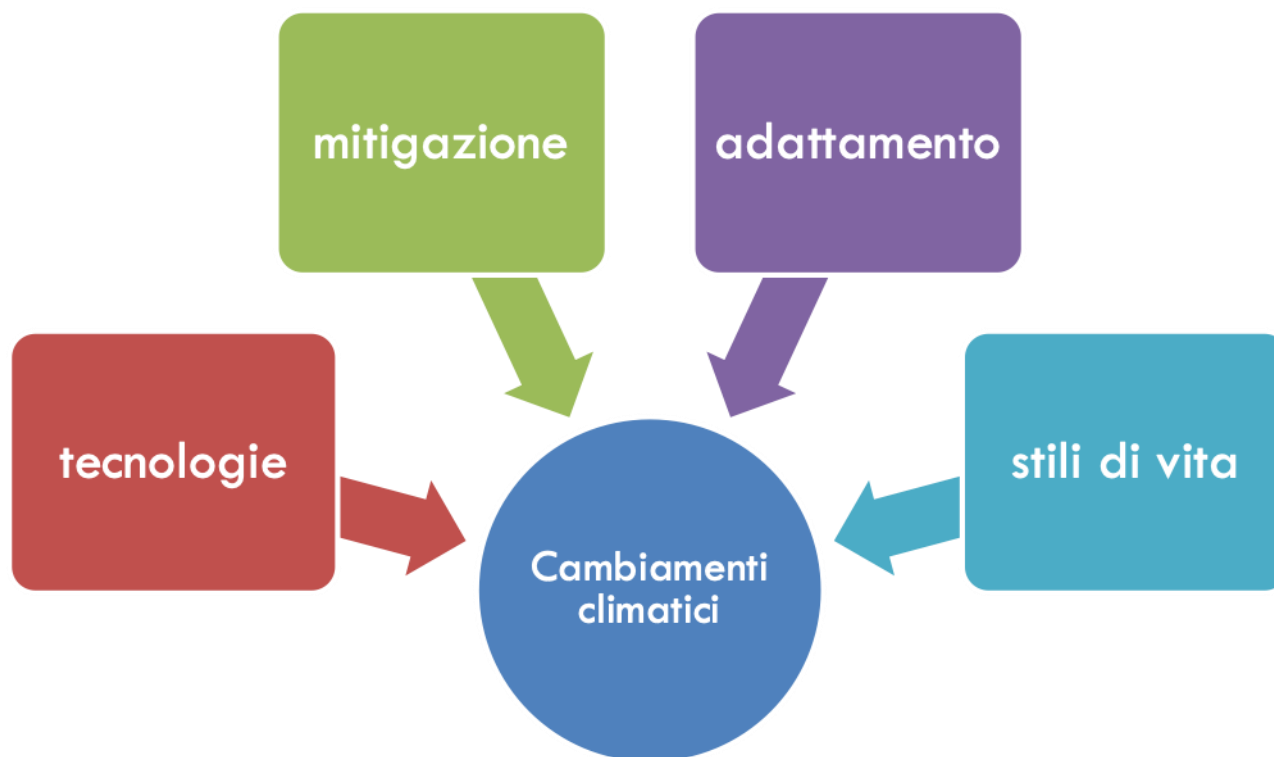 mitigazione
adattamento
tecnologie
stili di vita
Cambiamenti
climatici